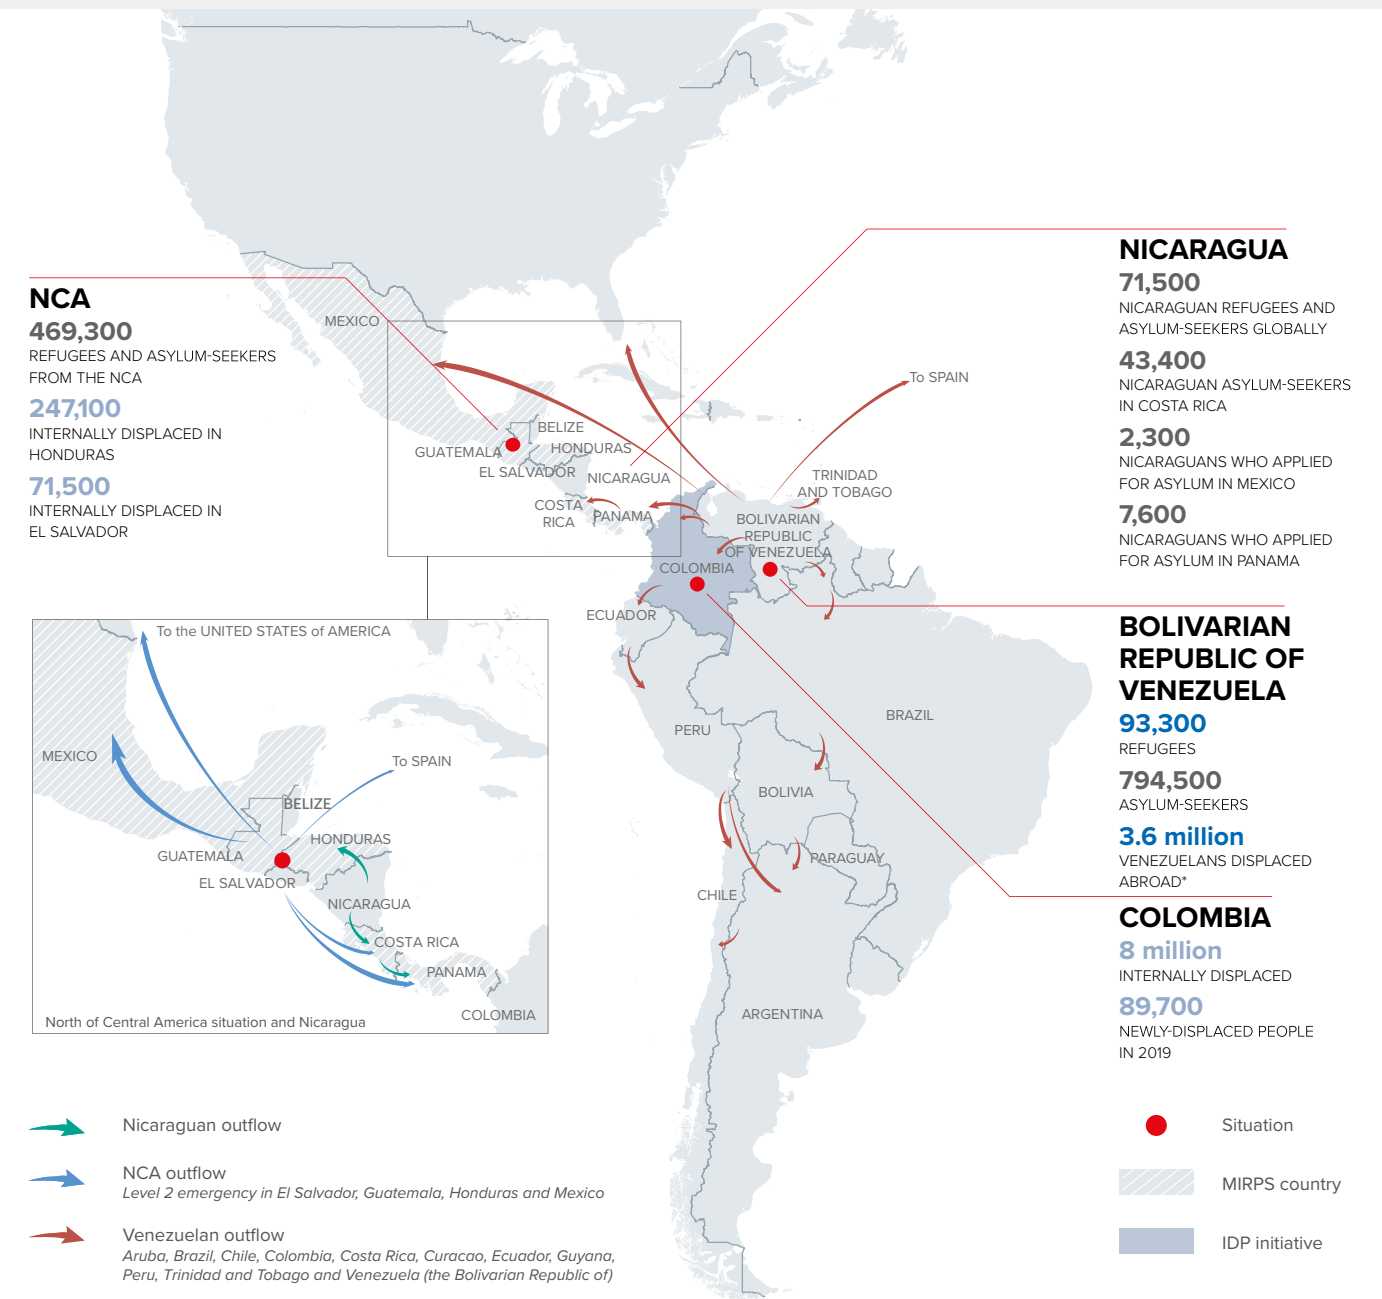 NCA
469,300
REFUGEES AND ASYLUM-SEEKERS
FROM THE NCA
247,100
INTERNALLY DISPLACED IN
HONDURAS
71,500
INTERNALLY DISPLACED IN
EL SALVADOR
MEXICO
BELIZE
GUATEMALA
HONDURAS
EL SALVADOR
NICARAGUA
COSTA
RICA
PANAMA
To SPAIN
TRINIDAD
AND TOBAGO
BOLIVARIAN
REPUBLIC
OF VENEZUELA
COLOMBIA
ECUADOR
PERU
BRAZIL
BOLIVIA
PARAGUAY
CHILE
ARGENTINA
NICARAGUA
71,500
NICARAGUAN REFUGEES AND
ASYLUM-SEEKERS GLOBALLY
43,400
NICARAGUAN ASYLUM-SEEKERS
IN COSTA RICA
2,300
NICARAGUANS WHO APPLIED
FOR ASYLUM IN MEXICO
7,600
NICARAGUANS WHO APPLIED
FOR ASYLUM IN PANAMA
BOLIVARIAN
REPUBLIC OF
VENEZUELA
93,300
REFUGEES
794,500
ASYLUM-SEEKERS
3.6 million
VENEZUELANS DISPLACED
ABROAD*
COLOMBIA
8 million
INTERNALLY DISPLACED
89,700
NEWLY-DISPLACED PEOPLE
IN 2019
To the UNITED STATES of AMERICA
MEXICO
To SPAIN
BELIZE
HONDURAS
GUATEMALA
EL SALVADOR
NICARAGUA
COSTA RICA
PANAMA
COLOMBIA
North of Central America situation and Nicaragua
Nicaraguan outflow
NCA outflow
Level 2 emergency in El Salvador, Guatemala, Honduras and Mexico
Venezuelan outflow
Aruba, Brazil, Chile, Colombia, Costa Rica, Curacao, Ecuador, Guyana,
Peru, Trinidad and Tobago and Venezuela (the Bolivarian Republic of)
Situation
MIRPS country
IDP initiative